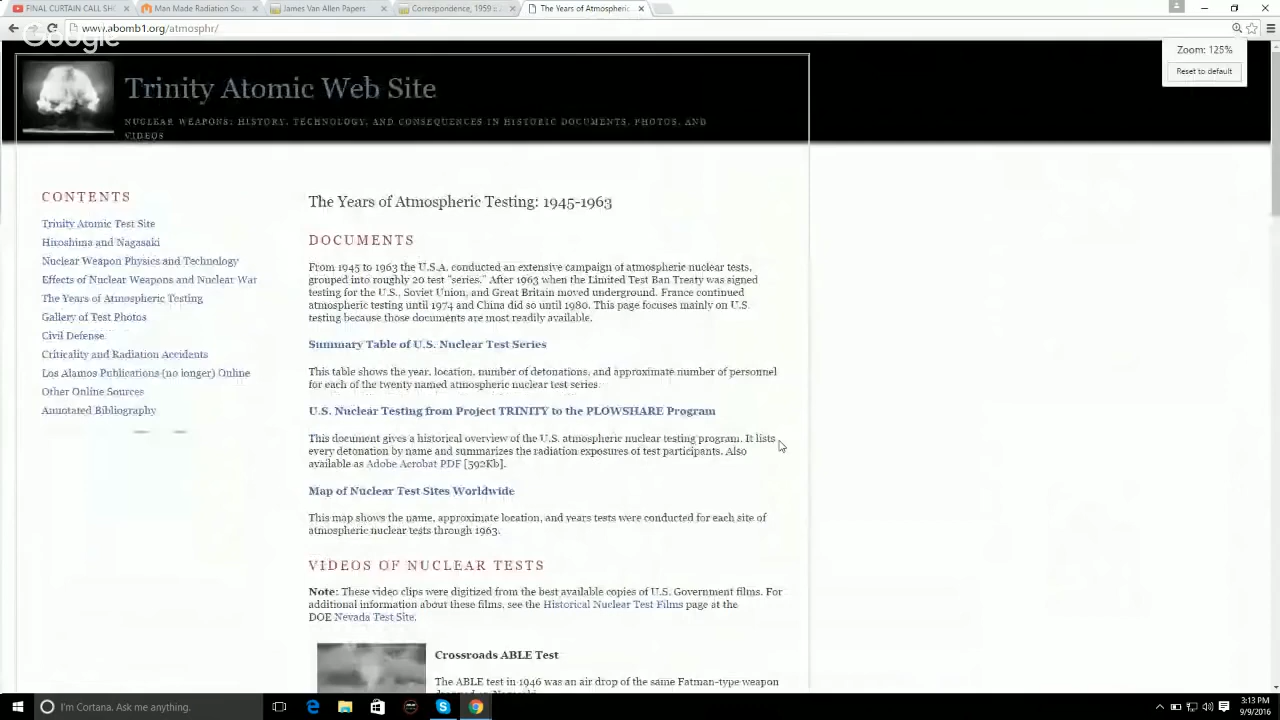 FINAL CURTAIN CALL SH
Man Made Radiation Sou
James Van Allen Papers
Correspondence, 1959
The Years of Atmospheric
www.abomb1.org/atmosphr/
Google
Zoom: 125%
Reset to default
Trinity Atomic Web Site
NUCLEAR WEAPONS: HISTORY, TECHNOLOGY, AND CONSEQUENCES IN HISTORIC DOCUMENTS, PHOTOS, AND
VIDEOS
CONTENTS
Trinity Atomic Test Site
Hiroshima and Nagasaki
Nuclear Weapon Physics and Technology
Effects of Nuclear Weapons and Nuclear War
The Years of Atmospheric Testing
Gallery of Test Photos
Civil Defense
Criticality and Radiation Accidents
Los Alamos Publications (no longer) Online
Other Online Sources
Annotated Bibliography
The Years of Atmospheric Testing: 1945-1963
DOCUMENTS
From 1945 to 1963 the U.S.A. conducted an extensive campaign of atmospheric nuclear tests,
grouped into roughly 20 test "series." After 1963 when the Limited Test Ban Treaty was signed
testing for the U.S., Soviet Union, and Great Britain moved underground. France continued
atmospheric testing until 1974 and China did so until 1980. This page focuses mainly on U.S.
testing because those documents are most readily available.
Summary Table of U.S. Nuclear Test Series
This table shows the year, location, number of detonations, and approximate number of personnel
for each of the twenty named atmospheric nuclear test series.
U.S. Nuclear Testing from Project TRINITY to the PLOWSHARE Program
This document gives a historical overview of the U.S. atmospheric nuclear testing program. It lists
every detonation by name and summarizes the radiation exposures of test participants. Also
available as Adobe Acrobat PDF [392Kb].
Map of Nuclear Test Sites Worldwide
This map shows the name, approximate location, and years tests were conducted for each site of
atmospheric nuclear tests through 1963.
VIDEOS OF NUCLEAR TESTS
Note: These video clips were digitized from the best available copies of U.S. Government films. For
additional information about these films, see the Historical Nuclear Test Films page at the
DOE Nevada Test Site.
Crossroads ABLE Test
The ABLE test in 1946 was an air drop of the same Fatman-type weapon
I'm Cortana. Ask me anything.
3:13 PM
9/9/2016